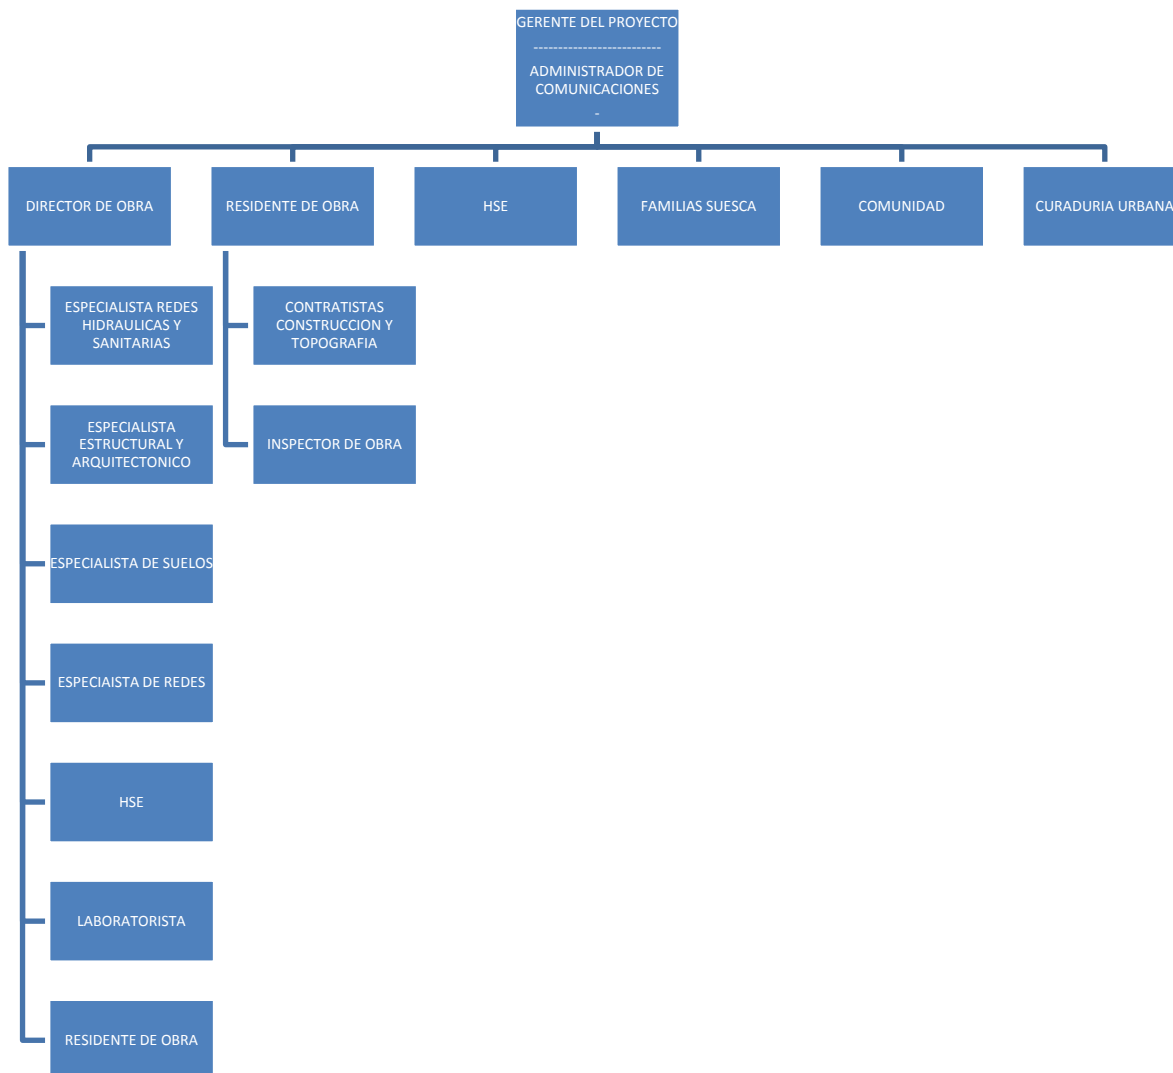 GERENTE DEL PROYECTO
--------------------------
ADMINISTRADOR DE
COMUNICACIONES
-
DIRECTOR DE OBRA
RESIDENTE DE OBRA
HSE
FAMILIAS SUESCA
COMUNIDAD
CURADURIA URBANA
ESPECIALISTA REDES
HIDRAULICAS Y
SANITARIAS
CONTRATISTAS
CONSTRUCCION Y
TOPOGRAFIA
ESPECIALISTA
ESTRUCTURAL Y
ARQUITECTONICO
INSPECTOR DE OBRA
ESPECIALISTA DE SUELOS
ESPECIAISTA DE REDES
HSE
LABORATORISTA
RESIDENTE DE OBRA